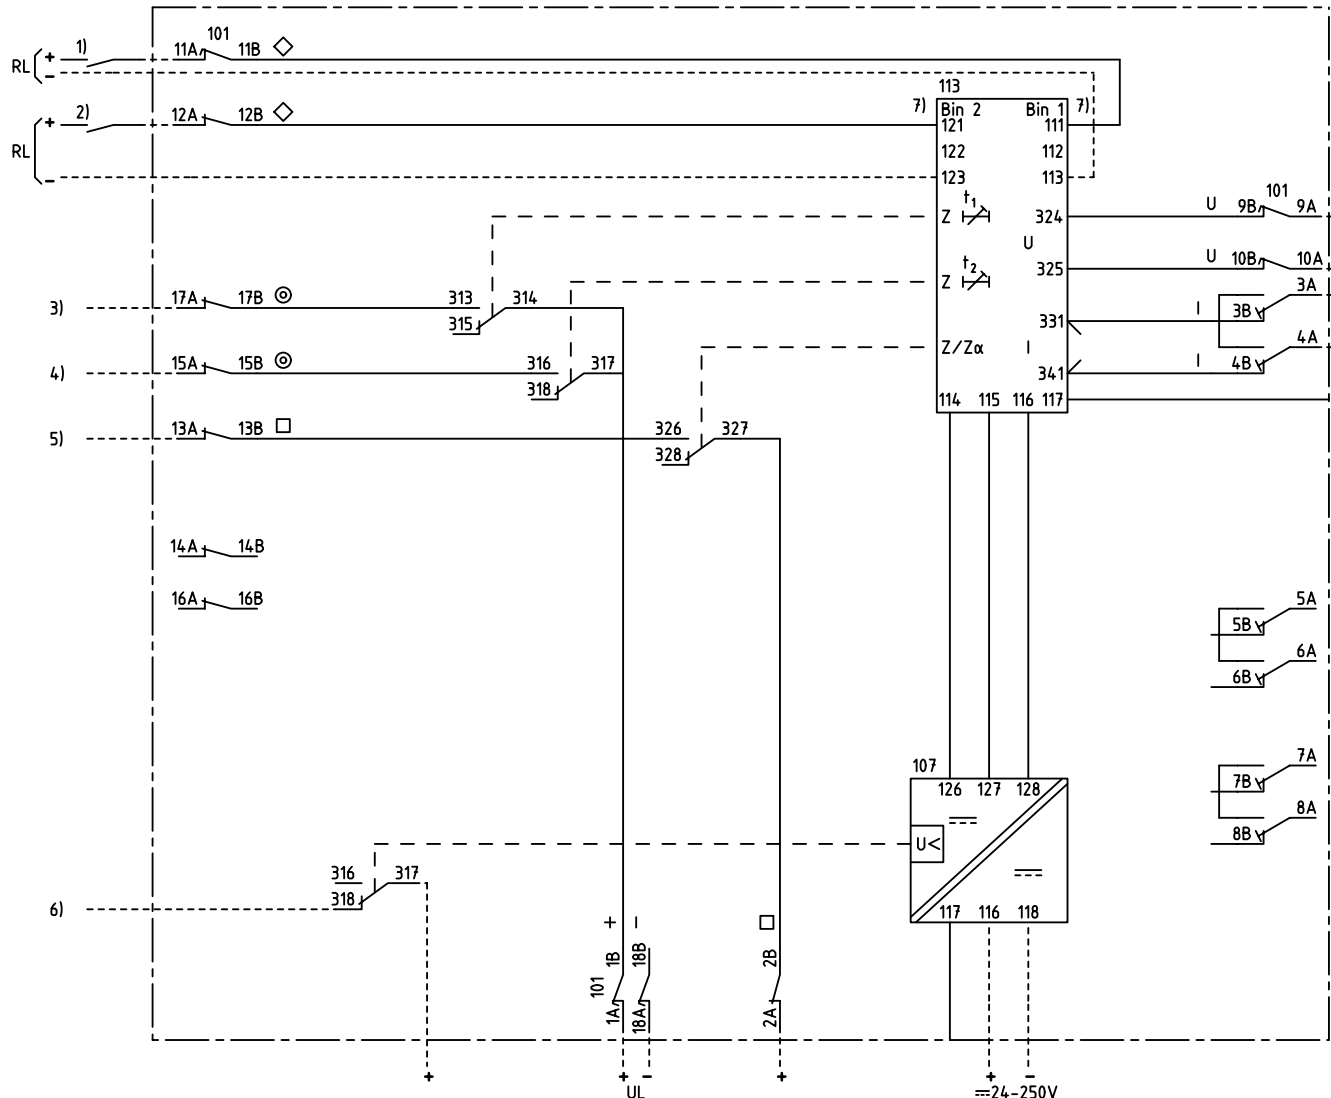 101
1) 11A 11B
RL + −
113
2) 12A 12B 7) Bin 2 Bin 1 7)
+ 121 111
RL 122 112
− 123 113
101
Z t1 324 U 9B 9A
U
Z t2 325 U 10B 10A
3) 17A 17B 313 314 3A
315 331 I 3B
Z/Zα I 4A
4) 15A 15B 316 317 341 I 4B
318 114 115 116 117
5) 13A 13B 326 327
328
14A 14B
16A 16B 5A
5B
6A
6B
7A
107
126 127 128 7B
8A
U< 8B
316 317
318
6) 117 116 118
+ −
1B 18B 2B
101
1A 18A 2A
+ + − + + −
UL 24-250V